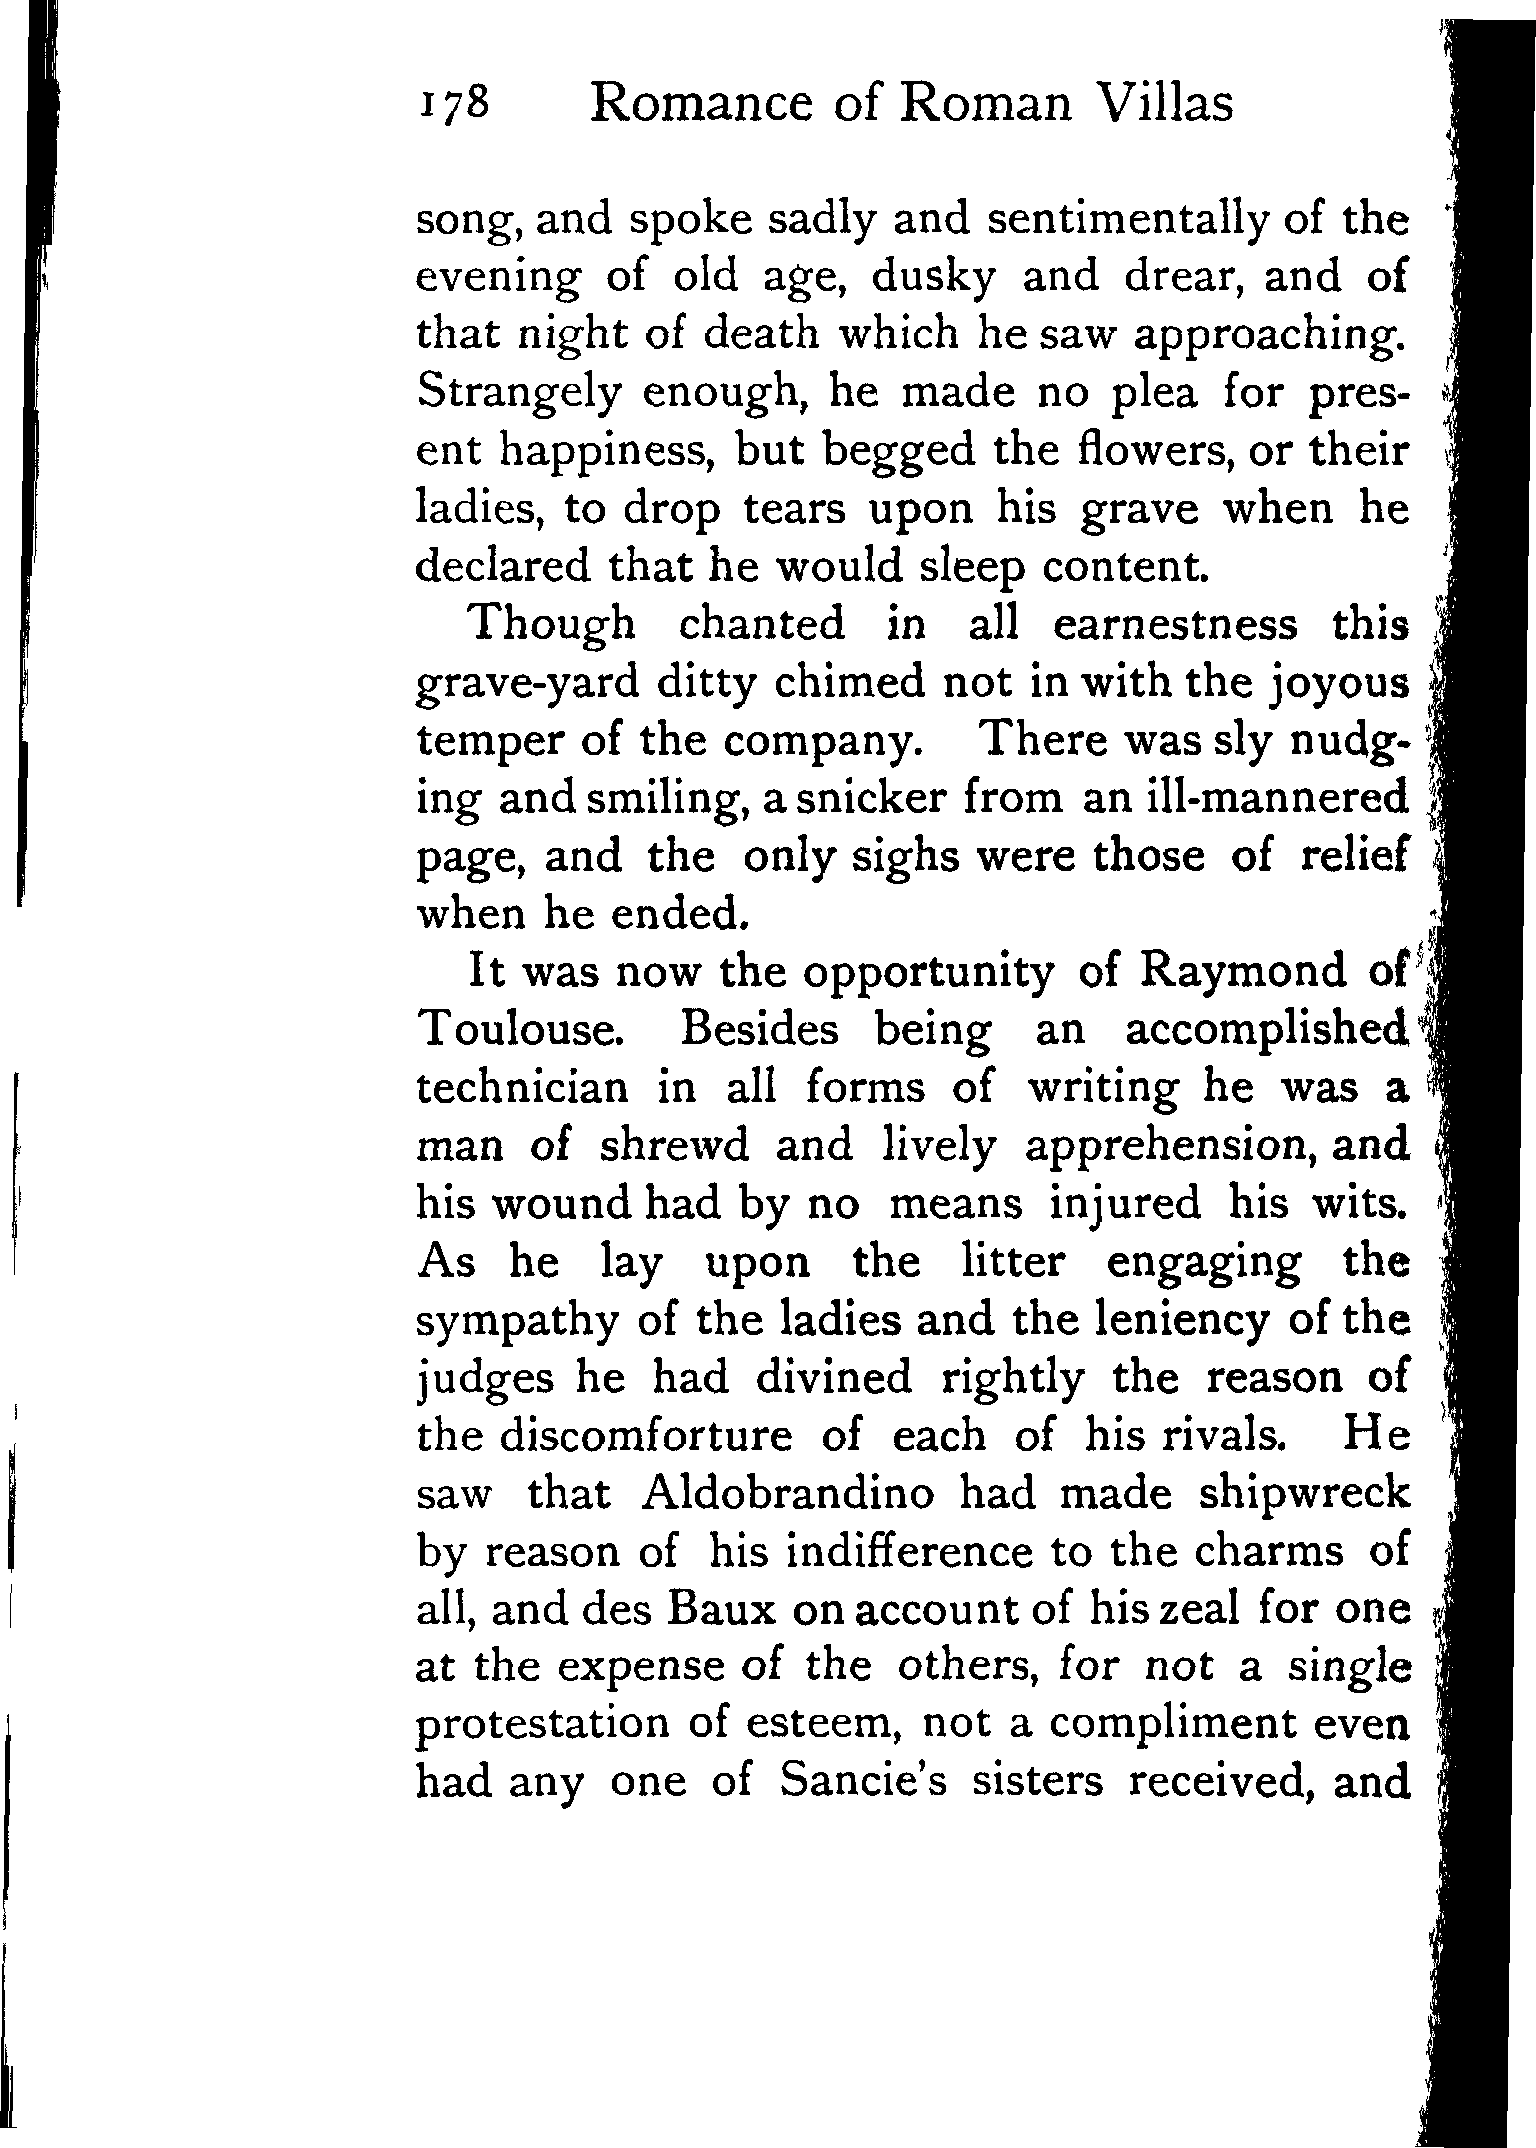 178 Romance of Roman Villas
song, and spoke sadly and sentimentally of the
evening of old age, dusky and drear, and of
that night of death which he saw approaching.
Strangely enough, he made no plea for pres-
ent happiness, but begged the flowers, or their
ladies, to drop tears upon his grave when he
declared that he would sleep content.
Though chanted in all earnestness this
grave-yard ditty chimed not in with the joyous
temper of the company. There was sly nudg-
ing and smiling, a snicker from an ill-mannered
page, and the only sighs were those of relief
when he ended.
It was now the opportunity of Raymond of
Toulouse. Besides being an accomplished
technician in all forms of writing he was a
man of shrewd and lively apprehension, and
his wound had by no means injured his wits.
As he lay upon the litter engaging the
sympathy of the ladies and the leniency of the
judges he had divined rightly the reason of
the discomforture of each of his rivals. He
saw that Aldobrandino had made shipwreck
by reason of his indifference to the charms of
all, and des Baux on account of his zeal for one
at the expense of the others, for not a single
protestation of esteem, not a compliment even
had any one of Sancie's sisters received, and